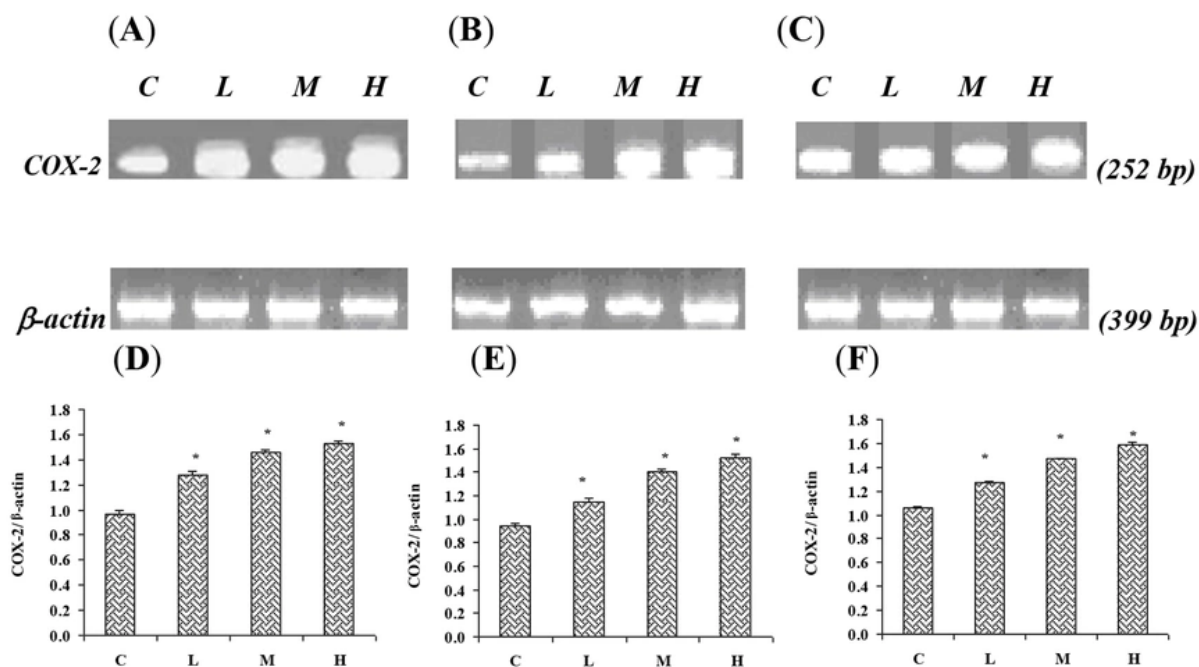 (A) (B) (C)
C L M H C L M H C L M H
COX-2 (252 bp)
β-actin (399 bp)
(D) (E) (F)
COX-2/β-actin
1.8
1.6
1.4
1.2
1.0
0.8
0.6
0.4
0.2
0.0
* * *
C L M H
COX-2/β-actin
1.8
1.6
1.4
1.2
1.0
0.8
0.6
0.4
0.2
0.0
* * *
C L M H
COX-2/β-actin
1.8
1.6
1.4
1.2
1.0
0.8
0.6
0.4
0.2
0.0
* * *
C L M H